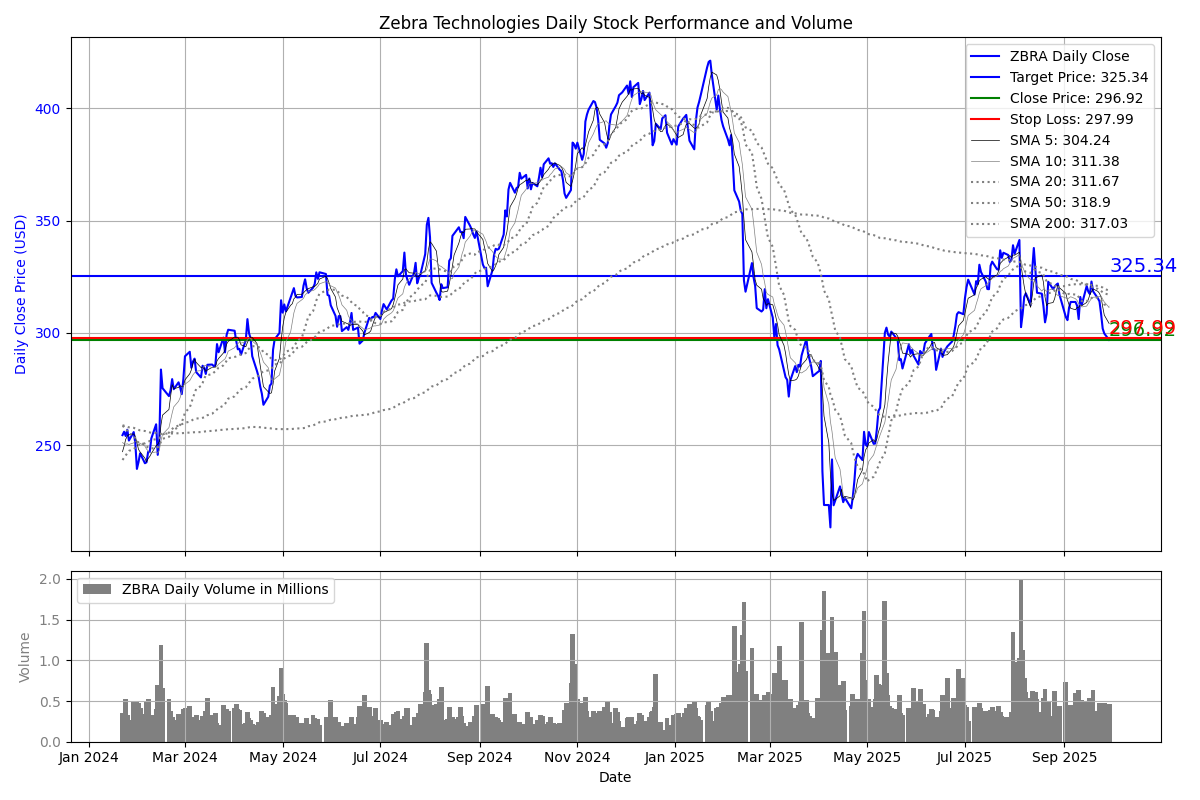 Zebra Technologies Daily Stock Performance and Volume
Daily Close Price (USD)
400
350
300
250
ZBRA Daily Close
Target Price: 325.34
Close Price: 296.92
Stop Loss: 297.99
SMA 5: 304.24
SMA 10: 311.38
SMA 20: 311.67
SMA 50: 318.9
SMA 200: 317.03
325.34
297.99
296.92
Volume
2.0
1.5
1.0
0.5
0.0
ZBRA Daily Volume in Millions
Jan 2024 Mar 2024 May 2024 Jul 2024 Sep 2024 Nov 2024 Jan 2025 Mar 2025 May 2025 Jul 2025 Sep 2025
Date